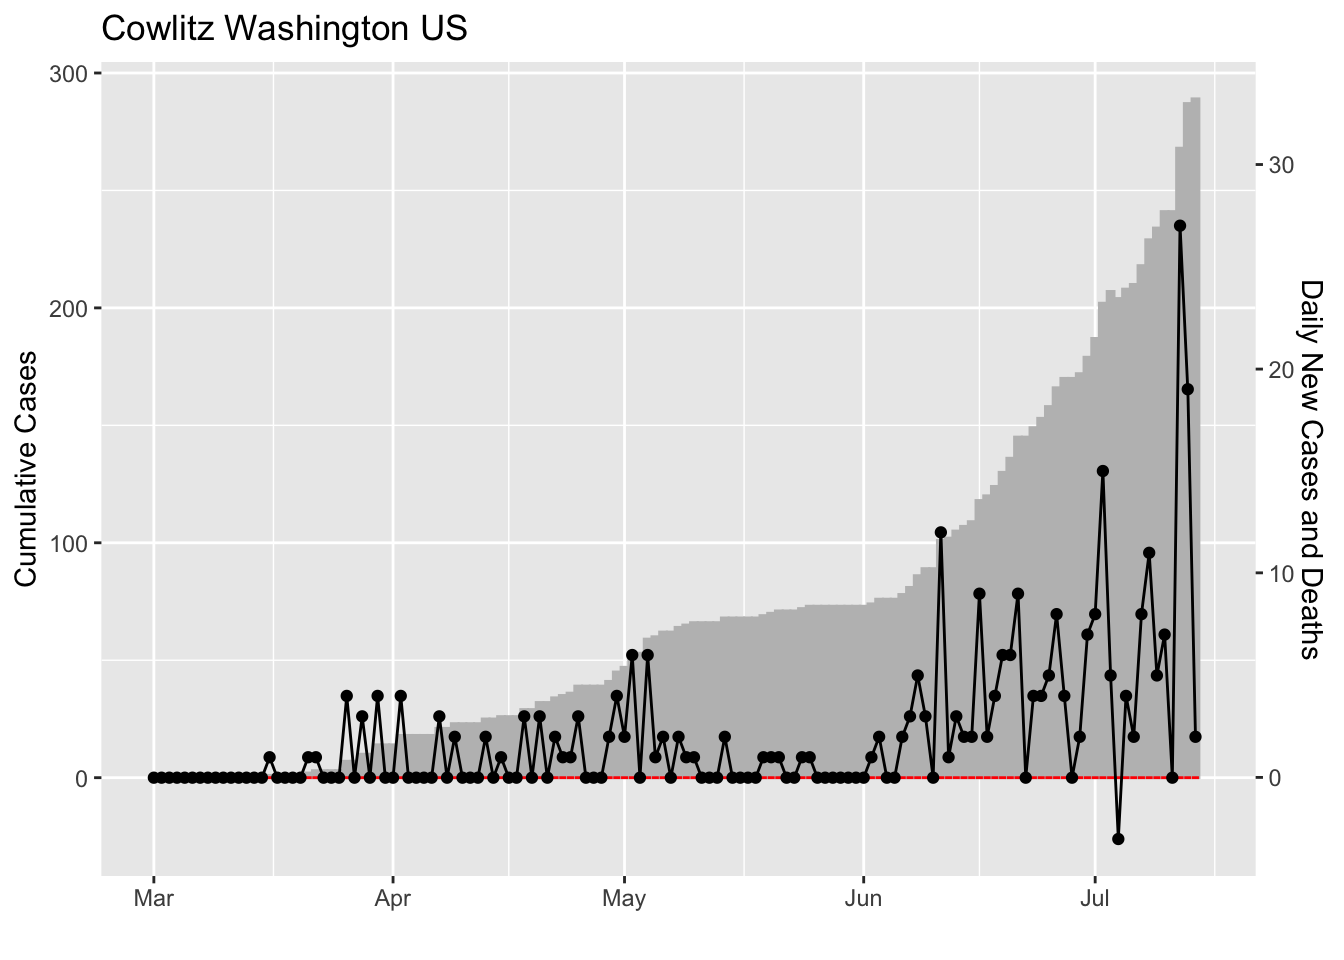 Cowlitz Washington US
300
200
100
0
Cumulative Cases
30
20
10
0
Daily New Cases and Deaths
Mar
Apr
May
Jun
Jul